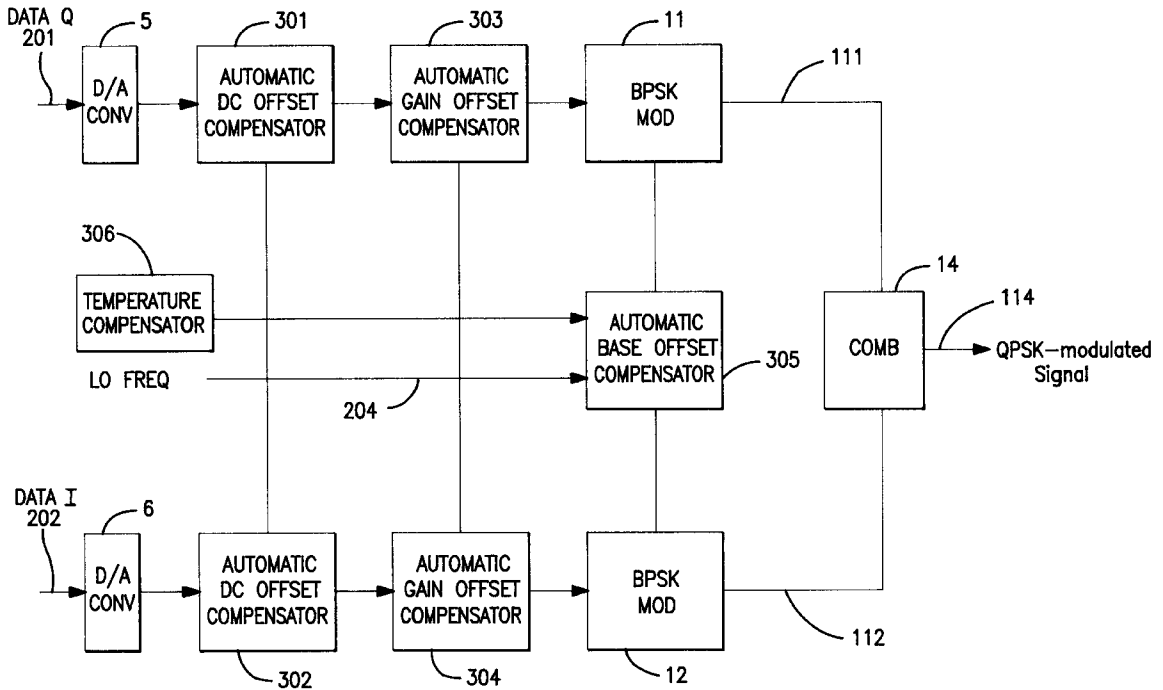 DATA Q
201
5
301
303
11
111
D/A
CONV
AUTOMATIC
DC OFFSET
COMPENSATOR
AUTOMATIC
GAIN OFFSET
COMPENSATOR
BPSK
MOD
306
TEMPERATURE
COMPENSATOR
LO FREQ
204
AUTOMATIC
BASE OFFSET
COMPENSATOR
305
14
COMB
114
QPSK-modulated
Signal
DATA I
202
6
D/A
CONV
AUTOMATIC
DC OFFSET
COMPENSATOR
AUTOMATIC
GAIN OFFSET
COMPENSATOR
BPSK
MOD
302
304
12
112